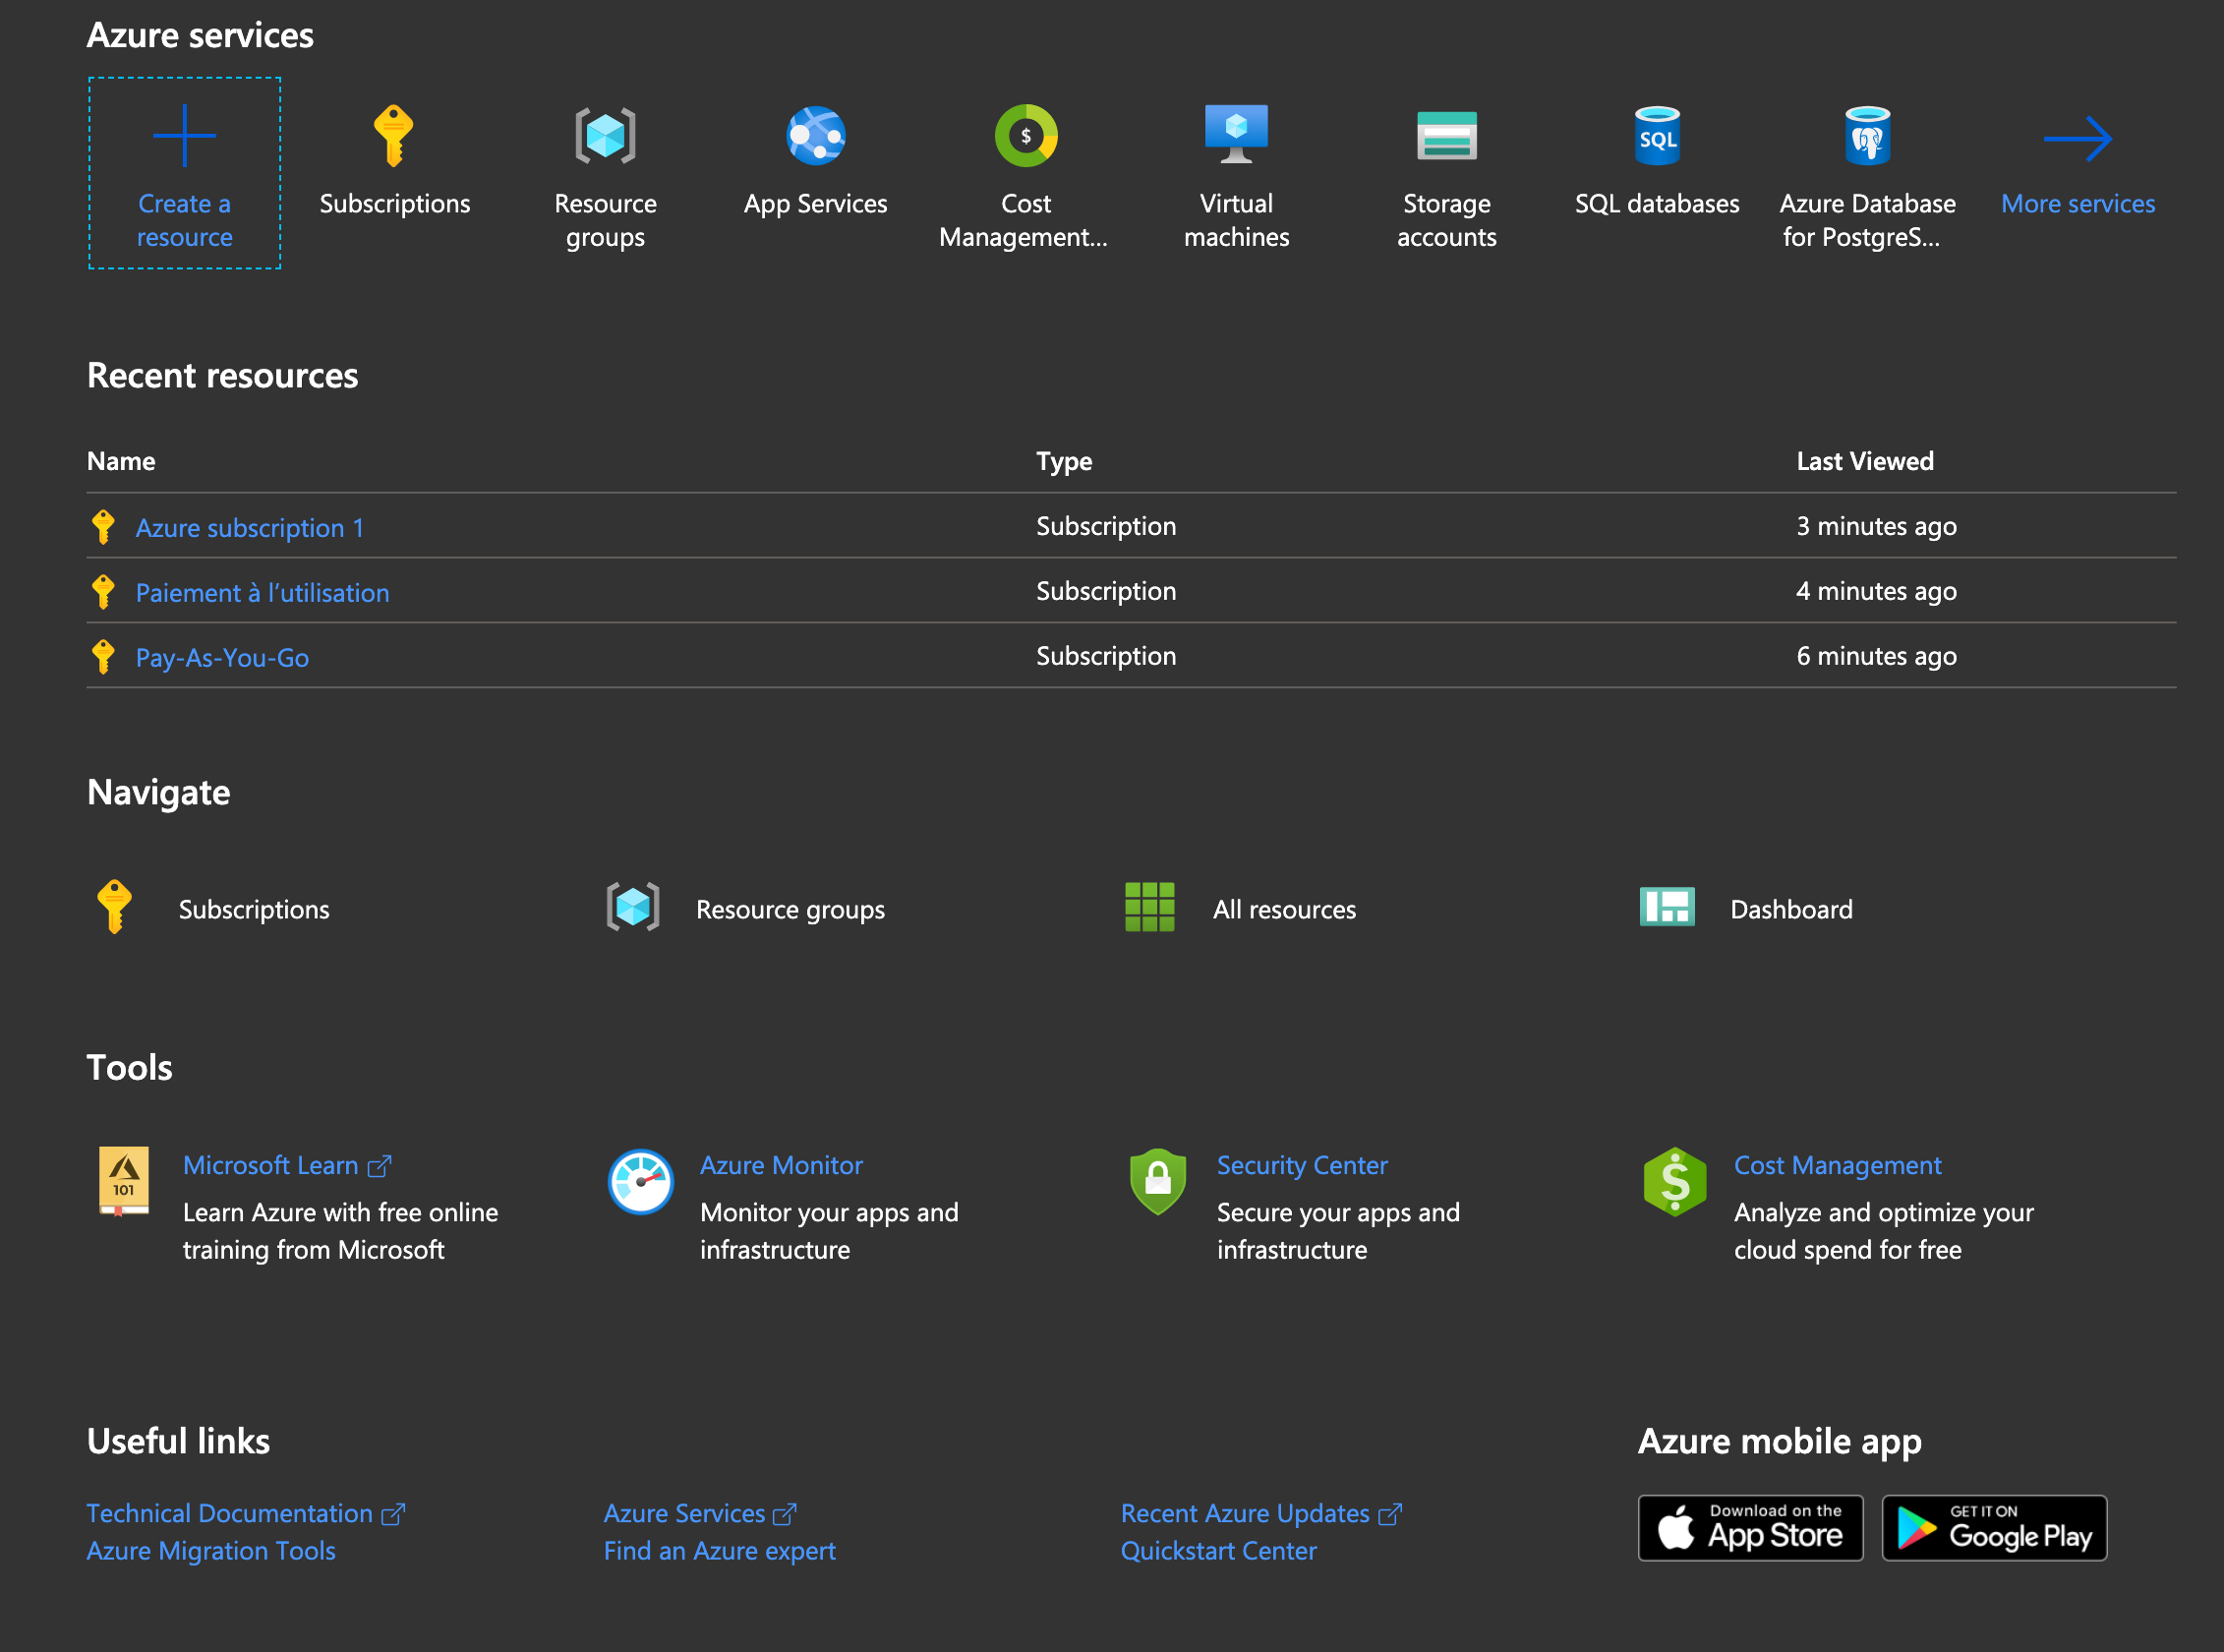 Azure services
Create a
resource
Subscriptions
Resource
groups
App Services
Cost
Management...
Virtual
machines
Storage
accounts
SQL
SQL databases
Azure Database
for PostgreS...
More services
Recent resources
Name Type Last Viewed
Azure subscription 1 Subscription 3 minutes ago
Paiement à l'utilisation Subscription 4 minutes ago
Pay-As-You-Go Subscription 6 minutes ago
Navigate
Subscriptions Resource groups All resources Dashboard
Tools
101
Microsoft Learn
Learn Azure with free online
training from Microsoft
Azure Monitor
Monitor your apps and
infrastructure
Security Center
Secure your apps and
infrastructure
Cost Management
Analyze and optimize your
cloud spend for free
Useful links
Technical Documentation Azure Services Recent Azure Updates
Azure Migration Tools Find an Azure expert Quickstart Center
Azure mobile app
Download on the
App Store
GET IT ON
Google Play